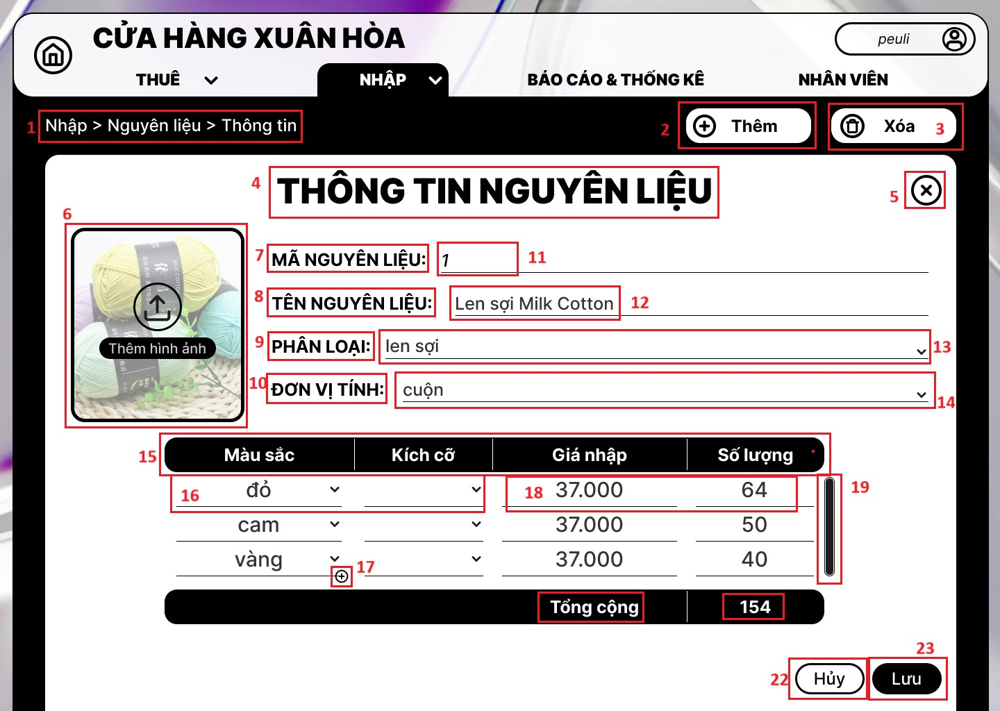 CỬA HÀNG XUÂN HÒA
peuli
THUÊ NHẬP BÁO CÁO & THỐNG KÊ NHÂN VIÊN
1 Nhập > Nguyên liệu > Thông tin 2 Thêm Xóa 3
4 THÔNG TIN NGUYÊN LIỆU 5
6
7 MÃ NGUYÊN LIỆU: 1 11
8 TÊN NGUYÊN LIỆU: Len sợi Milk Cotton 12
Thêm hình ảnh
9 PHÂN LOẠI: len sợi 13
10 ĐƠN VỊ TÍNH: cuộn 14
15 Màu sắc Kích cỡ Giá nhập Số lượng
16 đỏ 18 37.000 64 19
cam 37.000 50
vàng 37.000 40
17
Tổng cộng 154
23
22 Hủy Lưu